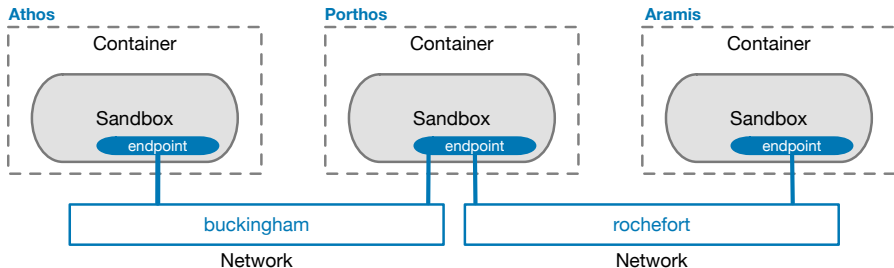 Athos
Porthos
Aramis
Container
Container
Container
Sandbox
Sandbox
Sandbox
endpoint
endpoint
endpoint
buckingham
rochefort
Network
Network